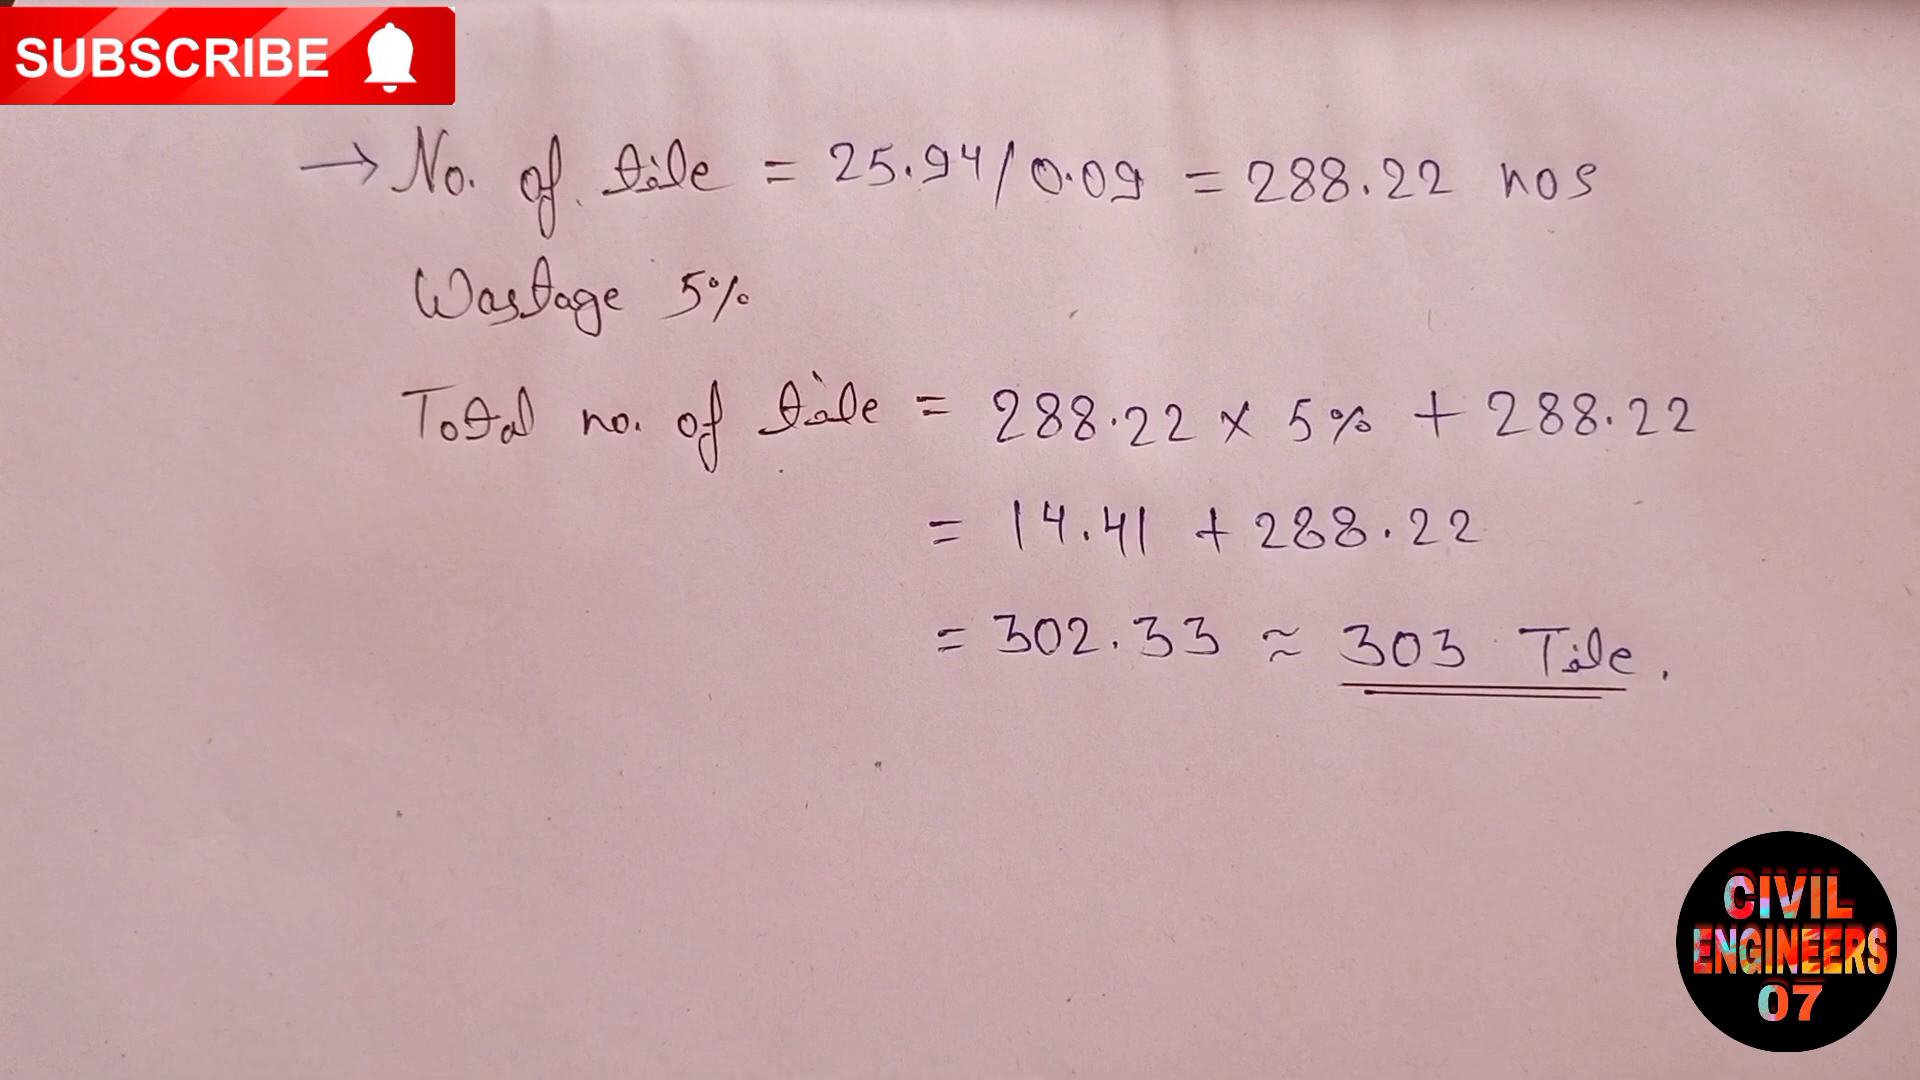 SUBSCRIBE
→ No. of tile = 25.94/0.09 = 288.22 nos
Wastage 5%
Total no. of tile = 288.22 x 5% + 288.22
= 14.41 + 288.22
= 302.33 ≈ 303 Tile.
CIVIL
ENGINEERS
07